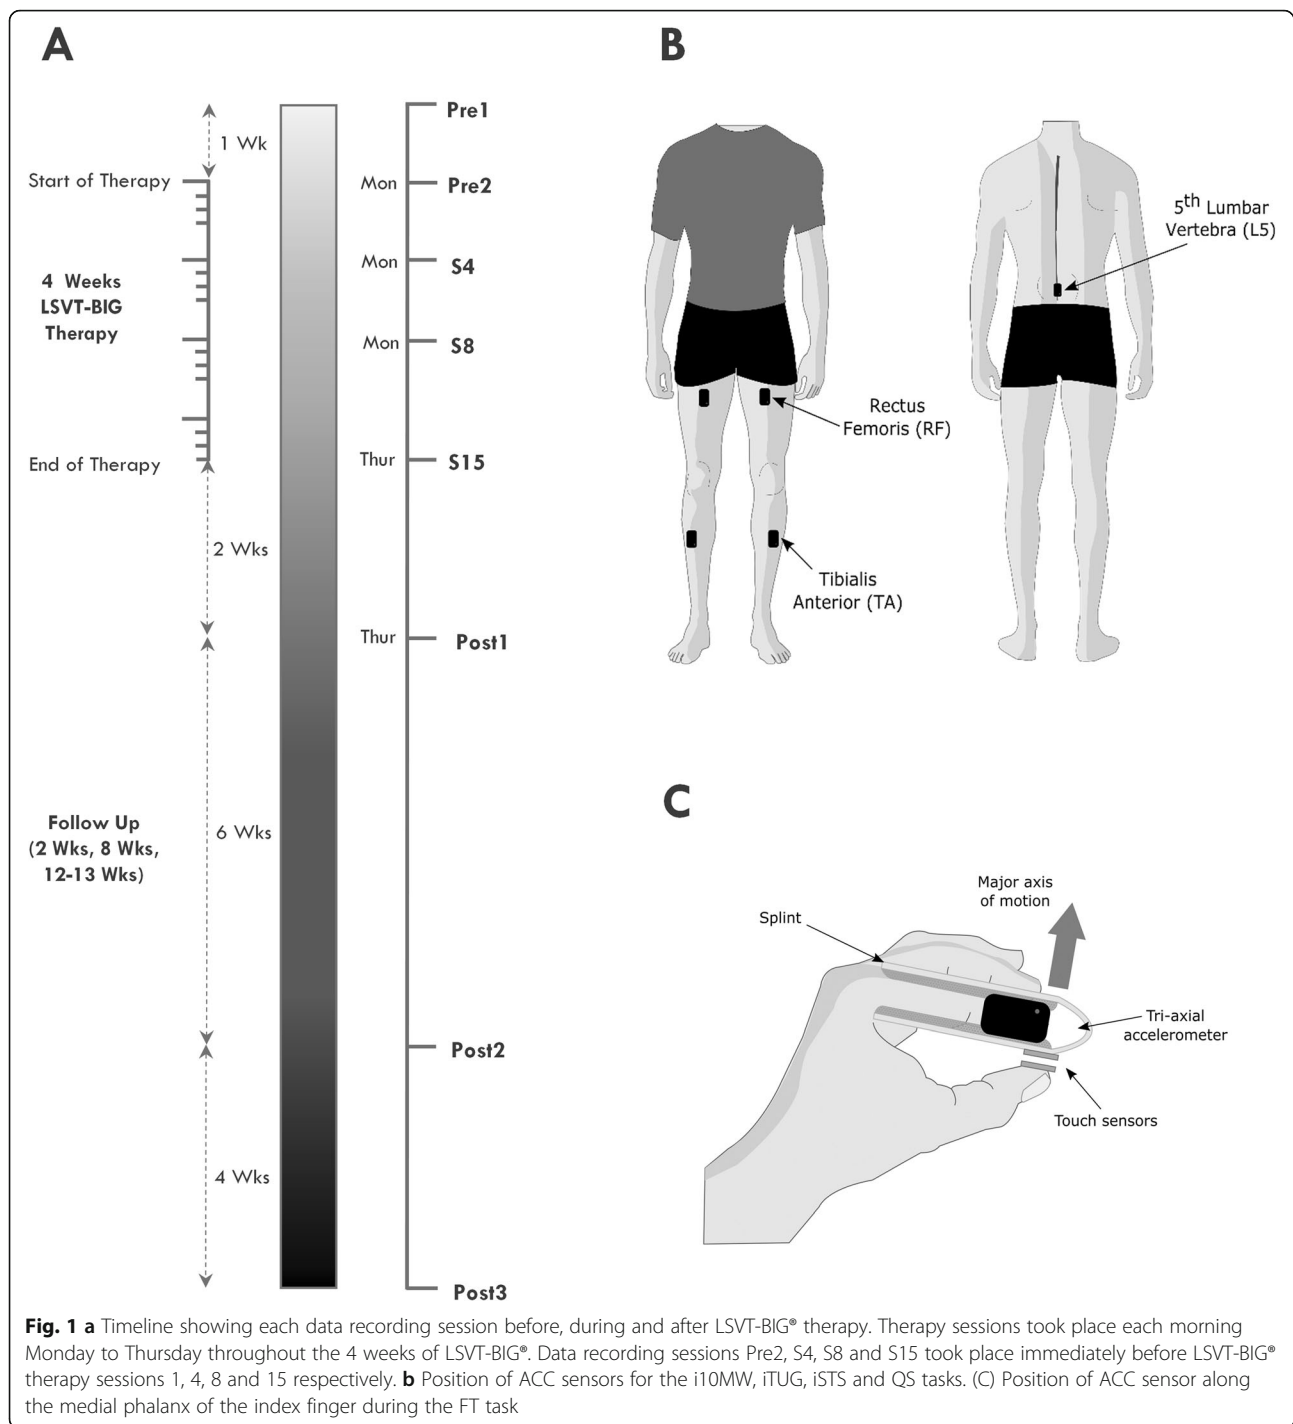 A
1 Wk
Start of Therapy
4 Weeks
LSVT-BIG
Therapy
End of Therapy
2 Wks
Follow Up
(2 Wks, 8 Wks,
12-13 Wks)
6 Wks
4 Wks
Pre1
Mon Pre2
Mon S4
Mon S8
Thur S15
Thur Post1
Post2
Post3
B
5th Lumbar
Vertebra (L5)
Rectus
Femoris (RF)
Tibialis
Anterior (TA)
C
Major axis
of motion
Splint
Tri-axial
accelerometer
Touch sensors
Fig. 1 a Timeline showing each data recording session before, during and after LSVT-BIG® therapy. Therapy sessions took place each morning
Monday to Thursday throughout the 4 weeks of LSVT-BIG®. Data recording sessions Pre2, S4, S8 and S15 took place immediately before LSVT-BIG®
therapy sessions 1, 4, 8 and 15 respectively. b Position of ACC sensors for the i10MW, iTUG, iSTS and QS tasks. (C) Position of ACC sensor along
the medial phalanx of the index finger during the FT task